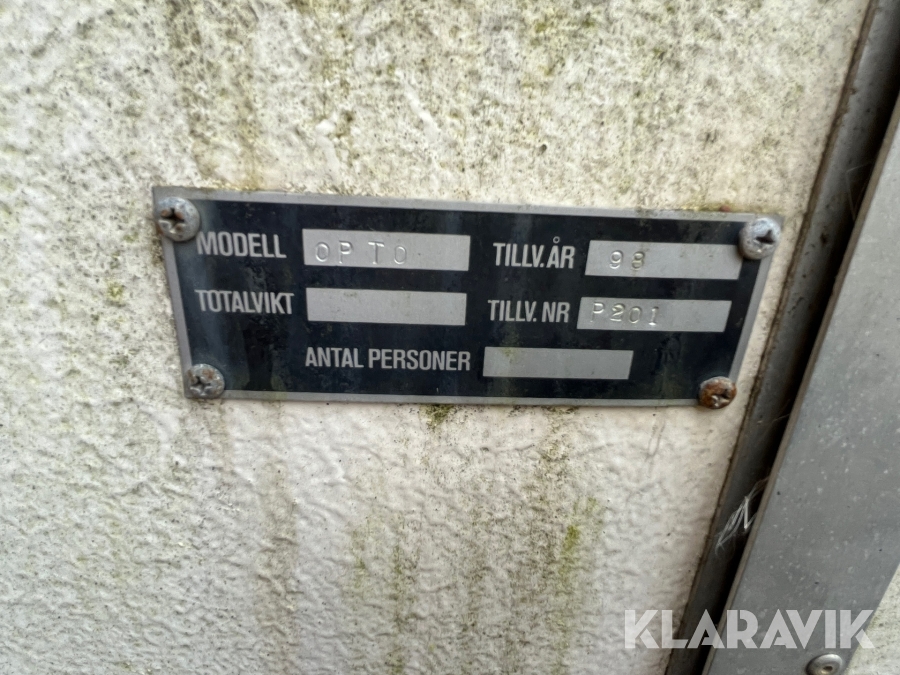 MODELL OPTO TILLV.ÅR 98
TOTALVIKT TILLV. NR P201
ANTAL PERSONER
KLARAVIK